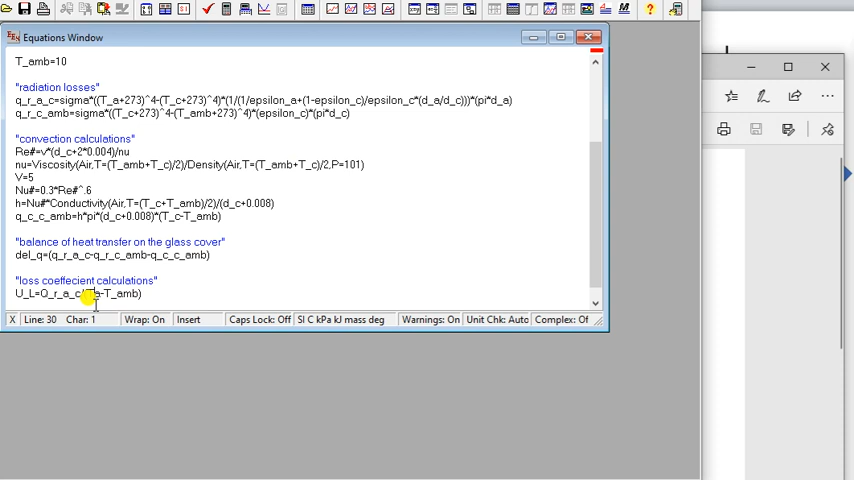 EES Equations Window
T_amb=10
"radiation losses"
q_r_a_c=sigma*((T_a+273)^4-(T_c+273)^4)*(1/(1/epsilon_a+(1-epsilon_c)/epsilon_c*(d_a/d_c)))*(pi*d_a)
q_r_c_amb=sigma*((T_c+273)^4-(T_amb+273)^4)*(epsilon_c)*(pi*d_c)
"convection calculations"
Re#=v*(d_c+2*0.004)/nu
nu=Viscosity(Air,T=(T_amb+T_c)/2)/Density(Air,T=(T_amb+T_c)/2,P=101)
V=5
Nu#=0.3*Re#^.6
h=Nu#*Conductivity(Air,T=(T_c+T_amb)/2)/(d_c+0.008)
q_c_c_amb=h*pi*(d_c+0.008)*(T_c-T_amb)
"balance of heat transfer on the glass cover"
del_q=(q_r_a_c-q_r_c_amb-q_c_c_amb)
"loss coeffecient calculations"
U_L=Q_r_a_c/(Ta-T_amb)
X Line: 30 Char: 1 Wrap: On Insert Caps Lock: Off SI C kPa kJ mass deg Warnings: On Unit Chk: Auto Complex: Of